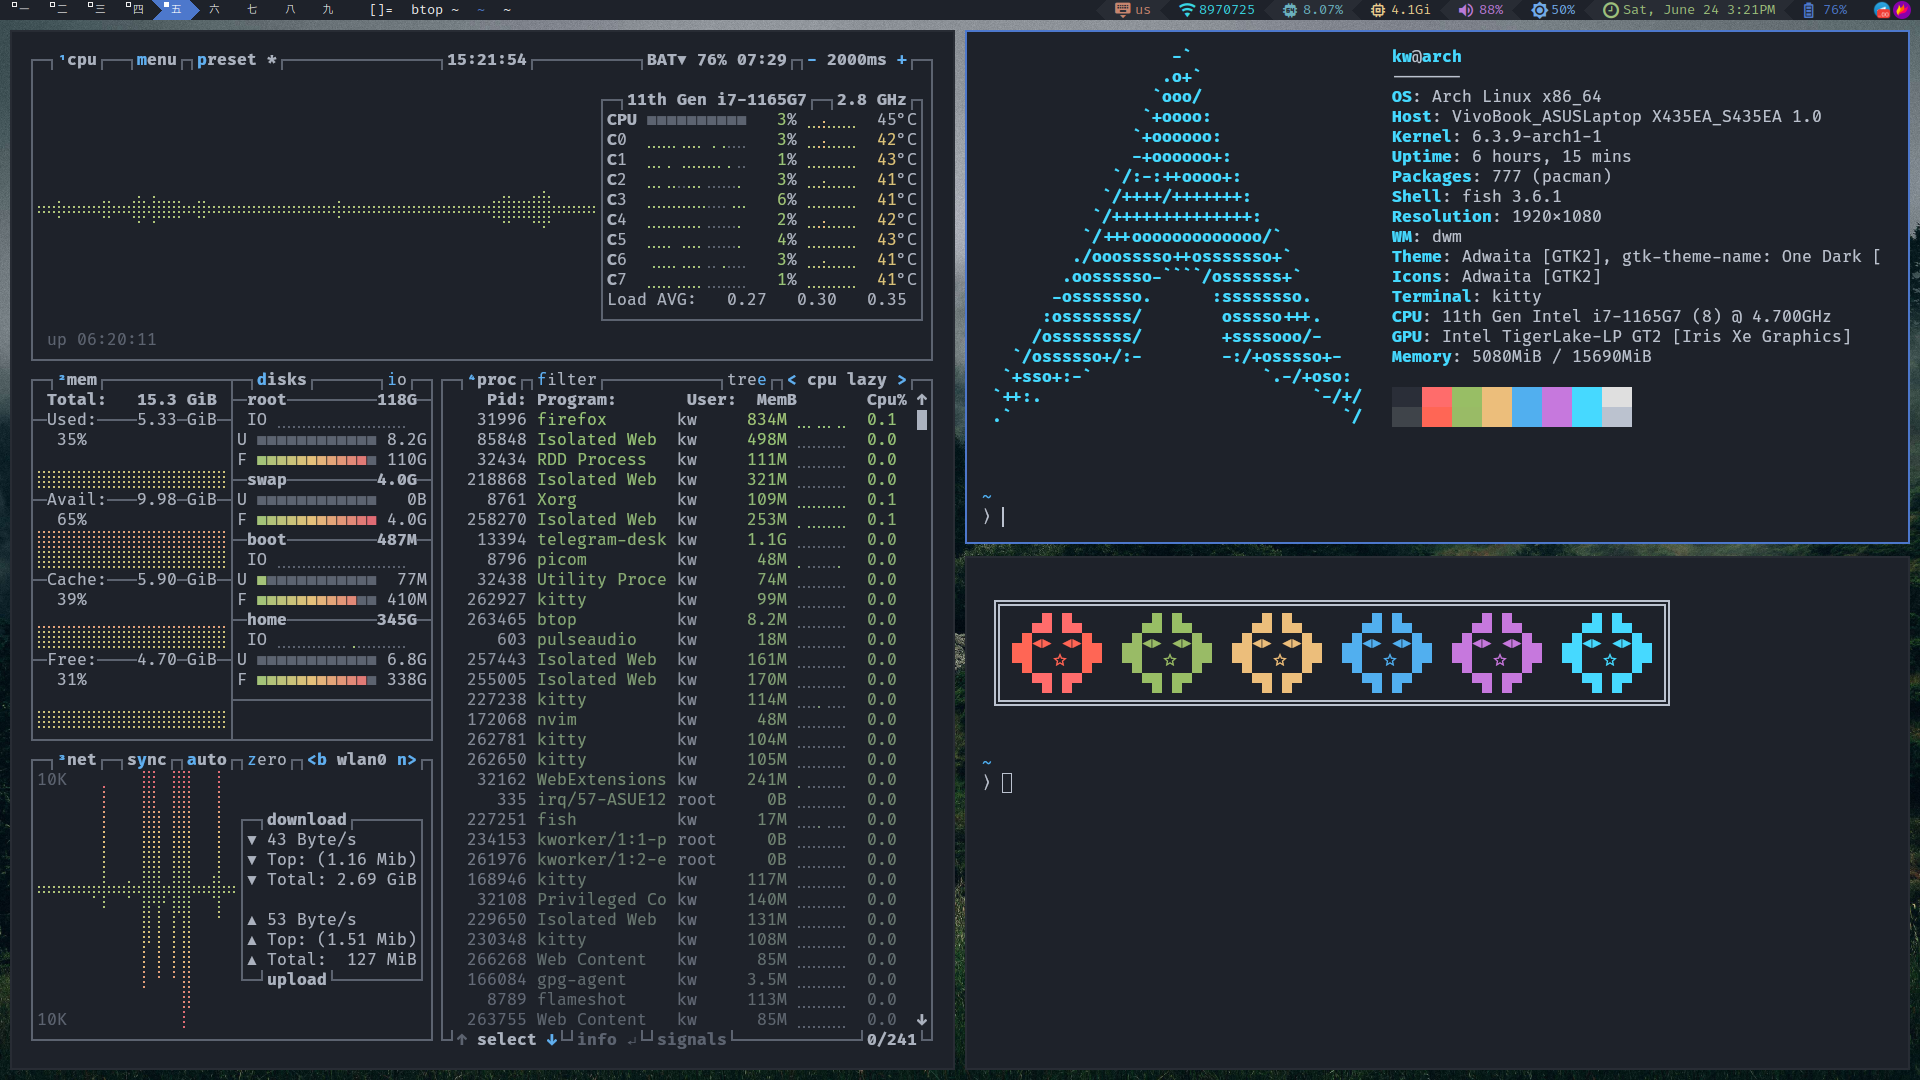 一 二 三 四 五 六 七 八 九 []= btop ~ ~ ~ us 8970725 8.07% 4.1Gi 88% 50% Sat, June 24 3:21PM 76%
¹cpu menu preset * 15:21:54 BAT▼ 76% 07:29 - 2000ms +
11th Gen i7-1165G7 2.8 GHz
CPU 3% 45°C
C0 3% 42°C
C1 1% 43°C
C2 3% 41°C
C3 6% 41°C
C4 2% 42°C
C5 4% 43°C
C6 3% 41°C
C7 1% 41°C
Load AVG: 0.27 0.30 0.35
up 06:20:11
²mem
Total: 15.3 GiB
Used: 5.33 GiB
35%
Avail: 9.98 GiB
65%
Cache: 5.90 GiB
39%
Free: 4.70 GiB
31%
disks io
root 118G
IO
U 8.2G
F 110G
swap 4.0G
U 0B
F 4.0G
boot 487M
IO
U 77M
F 410M
home 345G
IO
U 6.8G
F 338G
³net sync auto zero <b wlan0 n>
10K
download
▼ 43 Byte/s
▼ Top: (1.16 Mib)
▼ Total: 2.69 GiB
▲ 53 Byte/s
▲ Top: (1.51 Mib)
▲ Total: 127 MiB
upload
10K
⁴proc filter tree < cpu lazy >
Pid: Program: User: MemB Cpu% ↑
31996 firefox kw 834M 0.1
85848 Isolated Web kw 498M 0.0
32434 RDD Process kw 111M 0.0
218868 Isolated Web kw 321M 0.0
8761 Xorg kw 109M 0.1
258270 Isolated Web kw 253M 0.1
13394 telegram-desk kw 1.1G 0.0
8796 picom kw 48M 0.0
32438 Utility Proce kw 74M 0.0
262927 kitty kw 99M 0.0
263465 btop kw 8.2M 0.0
603 pulseaudio kw 18M 0.0
257443 Isolated Web kw 161M 0.0
255005 Isolated Web kw 170M 0.0
227238 kitty kw 114M 0.0
172068 nvim kw 48M 0.0
262781 kitty kw 104M 0.0
262650 kitty kw 105M 0.0
32162 WebExtensions kw 241M 0.0
335 irq/57-ASUE12 root 0B 0.0
227251 fish kw 17M 0.0
234153 kworker/1:1-p root 0B 0.0
261976 kworker/1:2-e root 0B 0.0
168946 kitty kw 117M 0.0
32108 Privileged Co kw 140M 0.0
229650 Isolated Web kw 131M 0.0
230348 kitty kw 108M 0.0
266268 Web Content kw 85M 0.0
166084 gpg-agent kw 3.5M 0.0
8789 flameshot kw 113M 0.0
263755 Web Content kw 85M 0.0 ↓
↑ select ↓ info ↵ signals 0/241
-`
.o+`
`ooo/
`+oooo:
`+oooooo:
-+oooooo+:
`/:-:++oooo+:
`/++++/+++++++:
`/++++++++++++++:
`/+++ooooooooooooo/`
./ooosssso++osssssso+`
.oossssso-````/ossssss+`
-osssssso. :ssssssso.
:osssssss/ osssso+++.
/ossssssss/ +ssssooo/-
`/ossssso+/:- -:/+osssso+-
`+sso+:-` `.-/+oso:
`++:. `-/+/
.` `/
kw@arch
OS: Arch Linux x86_64
Host: VivoBook_ASUSLaptop X435EA_S435EA 1.0
Kernel: 6.3.9-arch1-1
Uptime: 6 hours, 15 mins
Packages: 777 (pacman)
Shell: fish 3.6.1
Resolution: 1920×1080
WM: dwm
Theme: Adwaita [GTK2], gtk-theme-name: One Dark [
Icons: Adwaita [GTK2]
Terminal: kitty
CPU: 11th Gen Intel i7-1165G7 (8) @ 4.700GHz
GPU: Intel TigerLake-LP GT2 [Iris Xe Graphics]
Memory: 5080MiB / 15690MiB
~
⟩
~
⟩